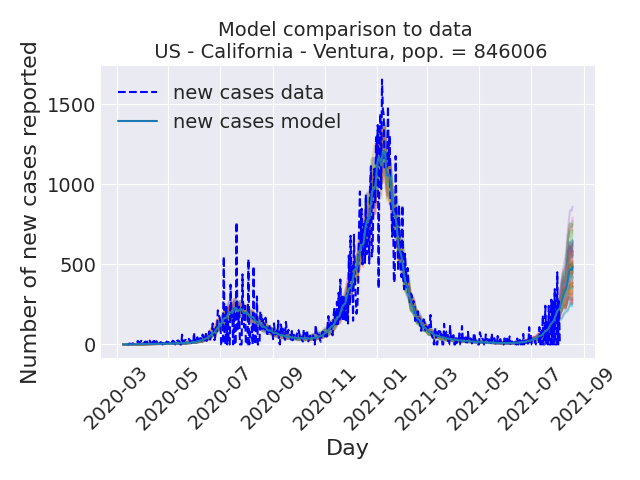 Model comparison to data
US - California - Ventura, pop. = 846006
Number of new cases reported
1500
1000
500
0
new cases data
new cases model
2020-03
2020-05
2020-07
2020-09
2020-11
2021-01
2021-03
2021-05
2021-07
2021-09
Day